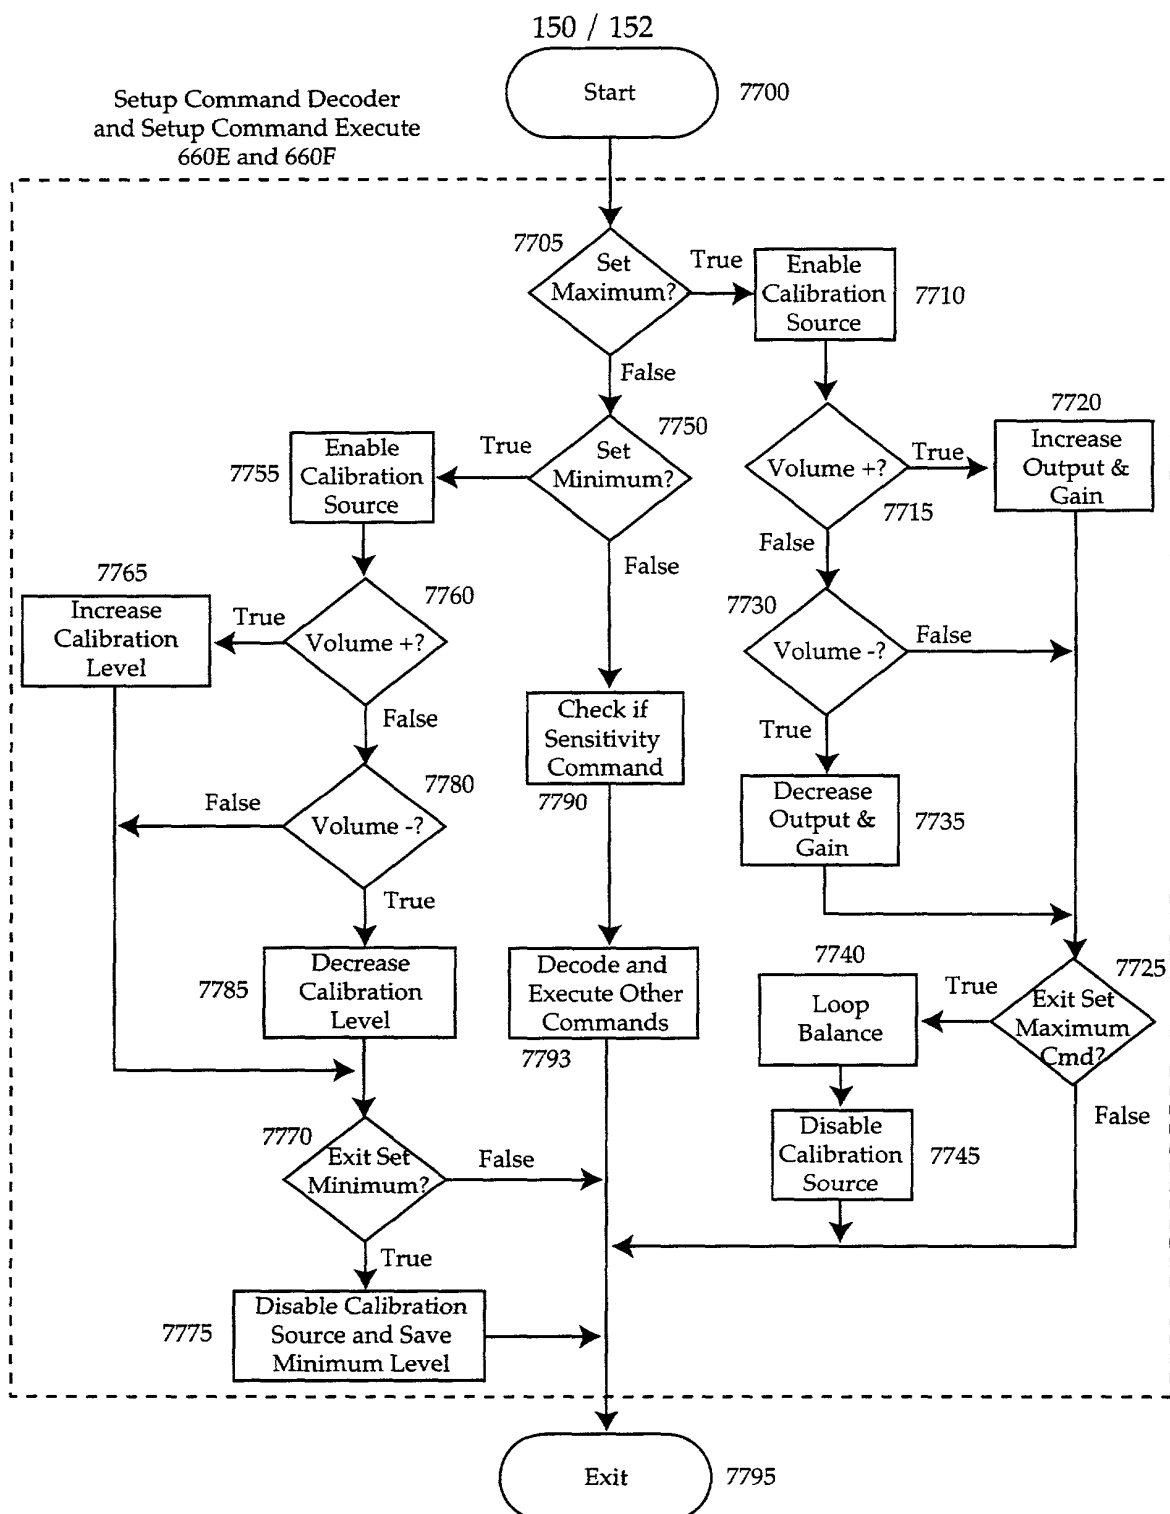 150 / 152
Start
7700
Setup Command Decoder
and Setup Command Execute
660E and 660F
7705
Set
Maximum?
True
Enable
Calibration
Source
7710
False
7750
Set
Minimum?
True
Enable
Calibration
Source
7755
Volume +?
7715
True
7720
Increase
Output &
Gain
False
False
7765
Increase
Calibration
Level
True
7760
Volume +?
7730
Volume -?
False
False
True
Check if
Sensitivity
Command
7790
7780
Volume -?
False
True
Decrease
Output &
Gain
7735
7785
Decrease
Calibration
Level
Decode and
Execute Other
Commands
7793
7740
Loop
Balance
True
7725
Exit Set
Maximum
Cmd?
False
7770
Exit Set
Minimum?
False
True
Disable
Calibration
Source
7745
7775
Disable Calibration
Source and Save
Minimum Level
Exit
7795